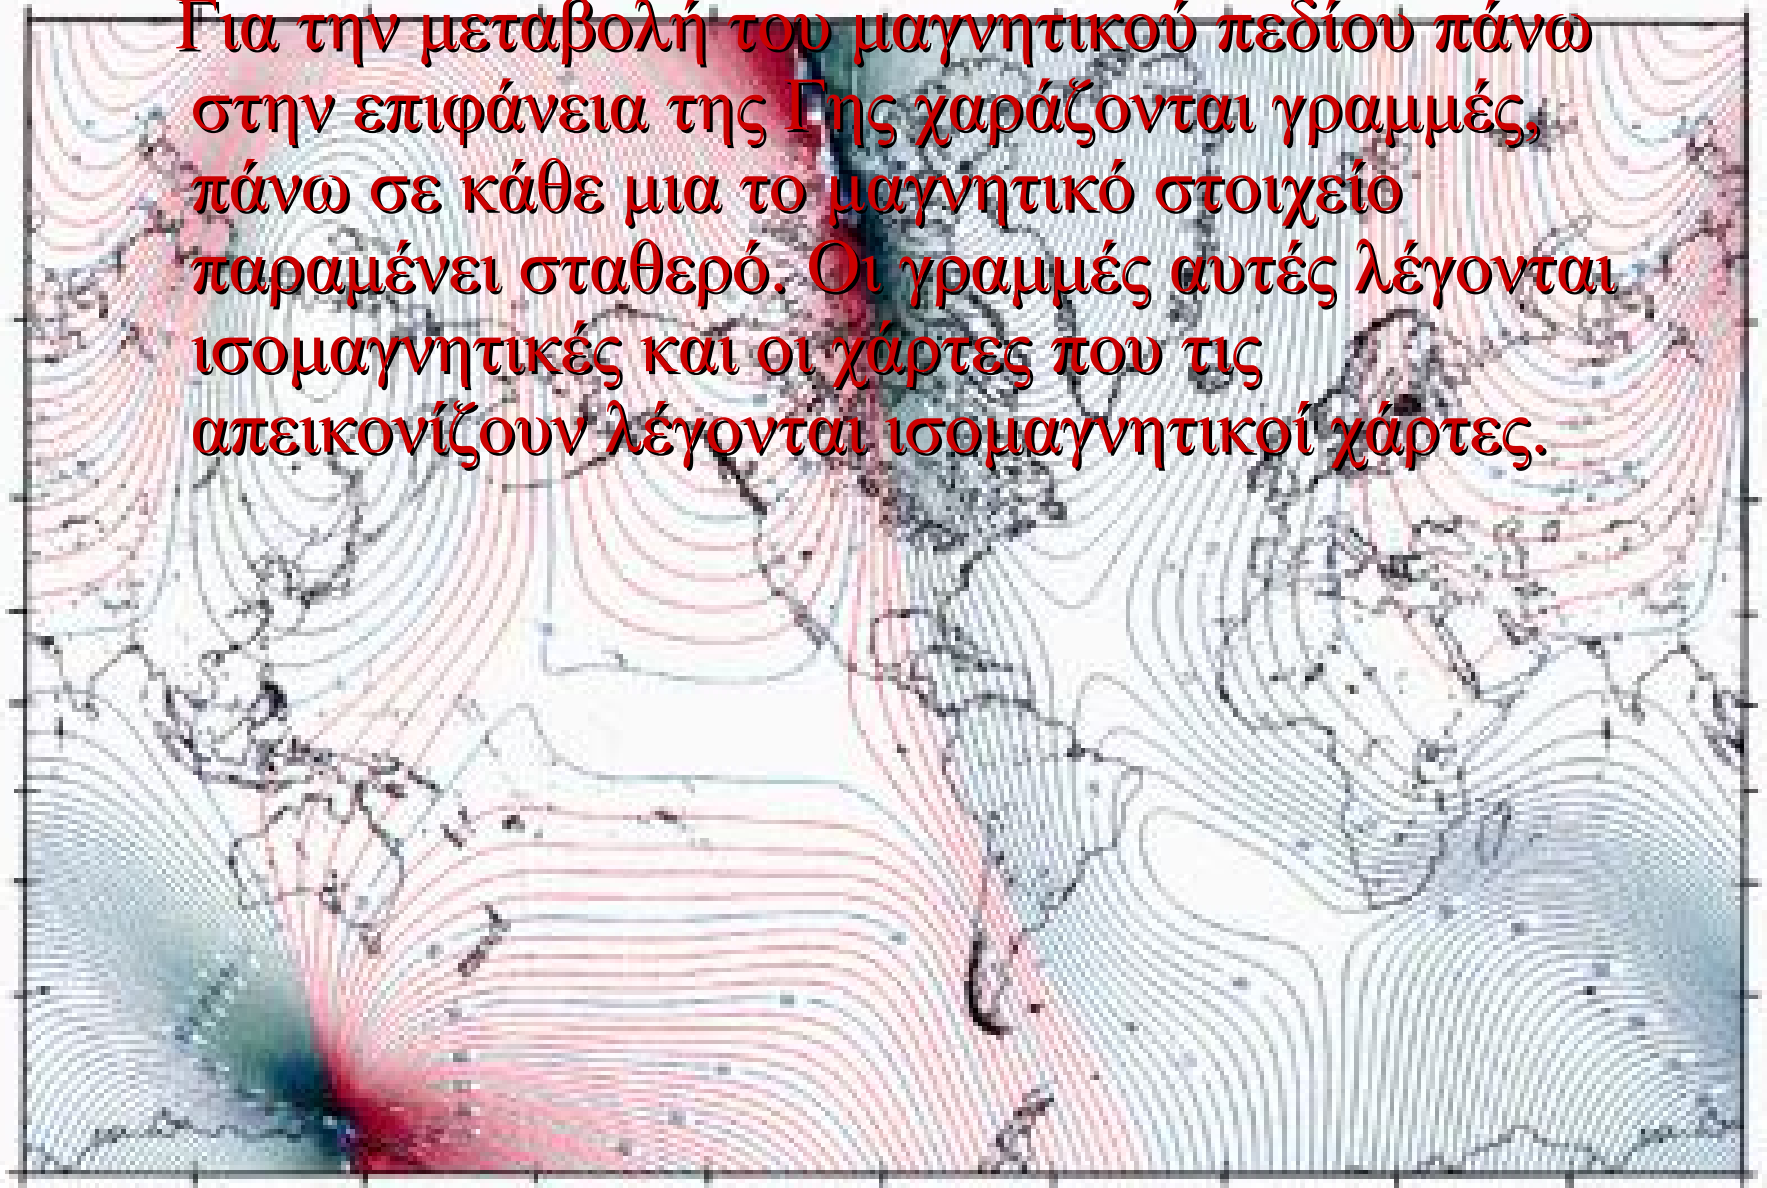 Για την μεταβολή του μαγνητικού πεδίου πάνω
στην επιφάνεια της Γης χαράζονται γραμμές,
πάνω σε κάθε μια το μαγνητικό στοιχείο
παραμένει σταθερό. Οι γραμμές αυτές λέγονται
ισομαγνητικές και οι χάρτες που τις
απεικονίζουν λέγονται ισομαγνητικοί χάρτες.